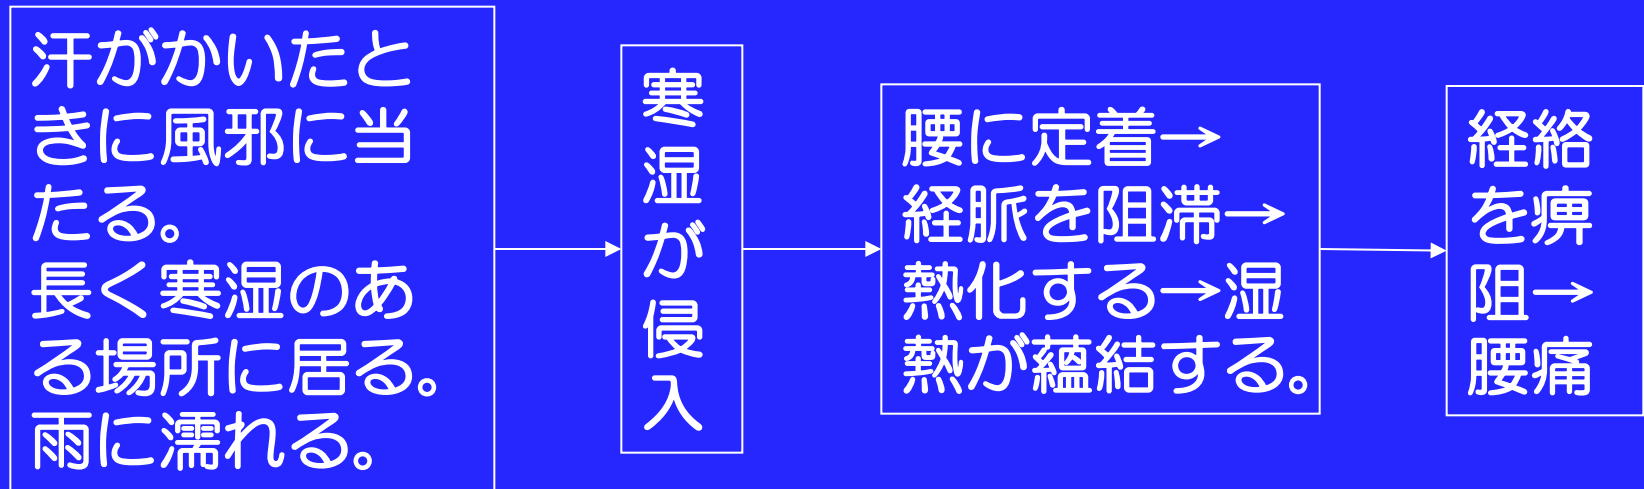 汗がかいたと
きに風邪に当
たる。
長く寒湿のあ
る場所に居る。
雨に濡れる。
寒湿が侵入
腰に定着→
経脈を阻滞→
熱化する→湿
熱が蘊結する。
経絡
を痹
阻→
腰痛